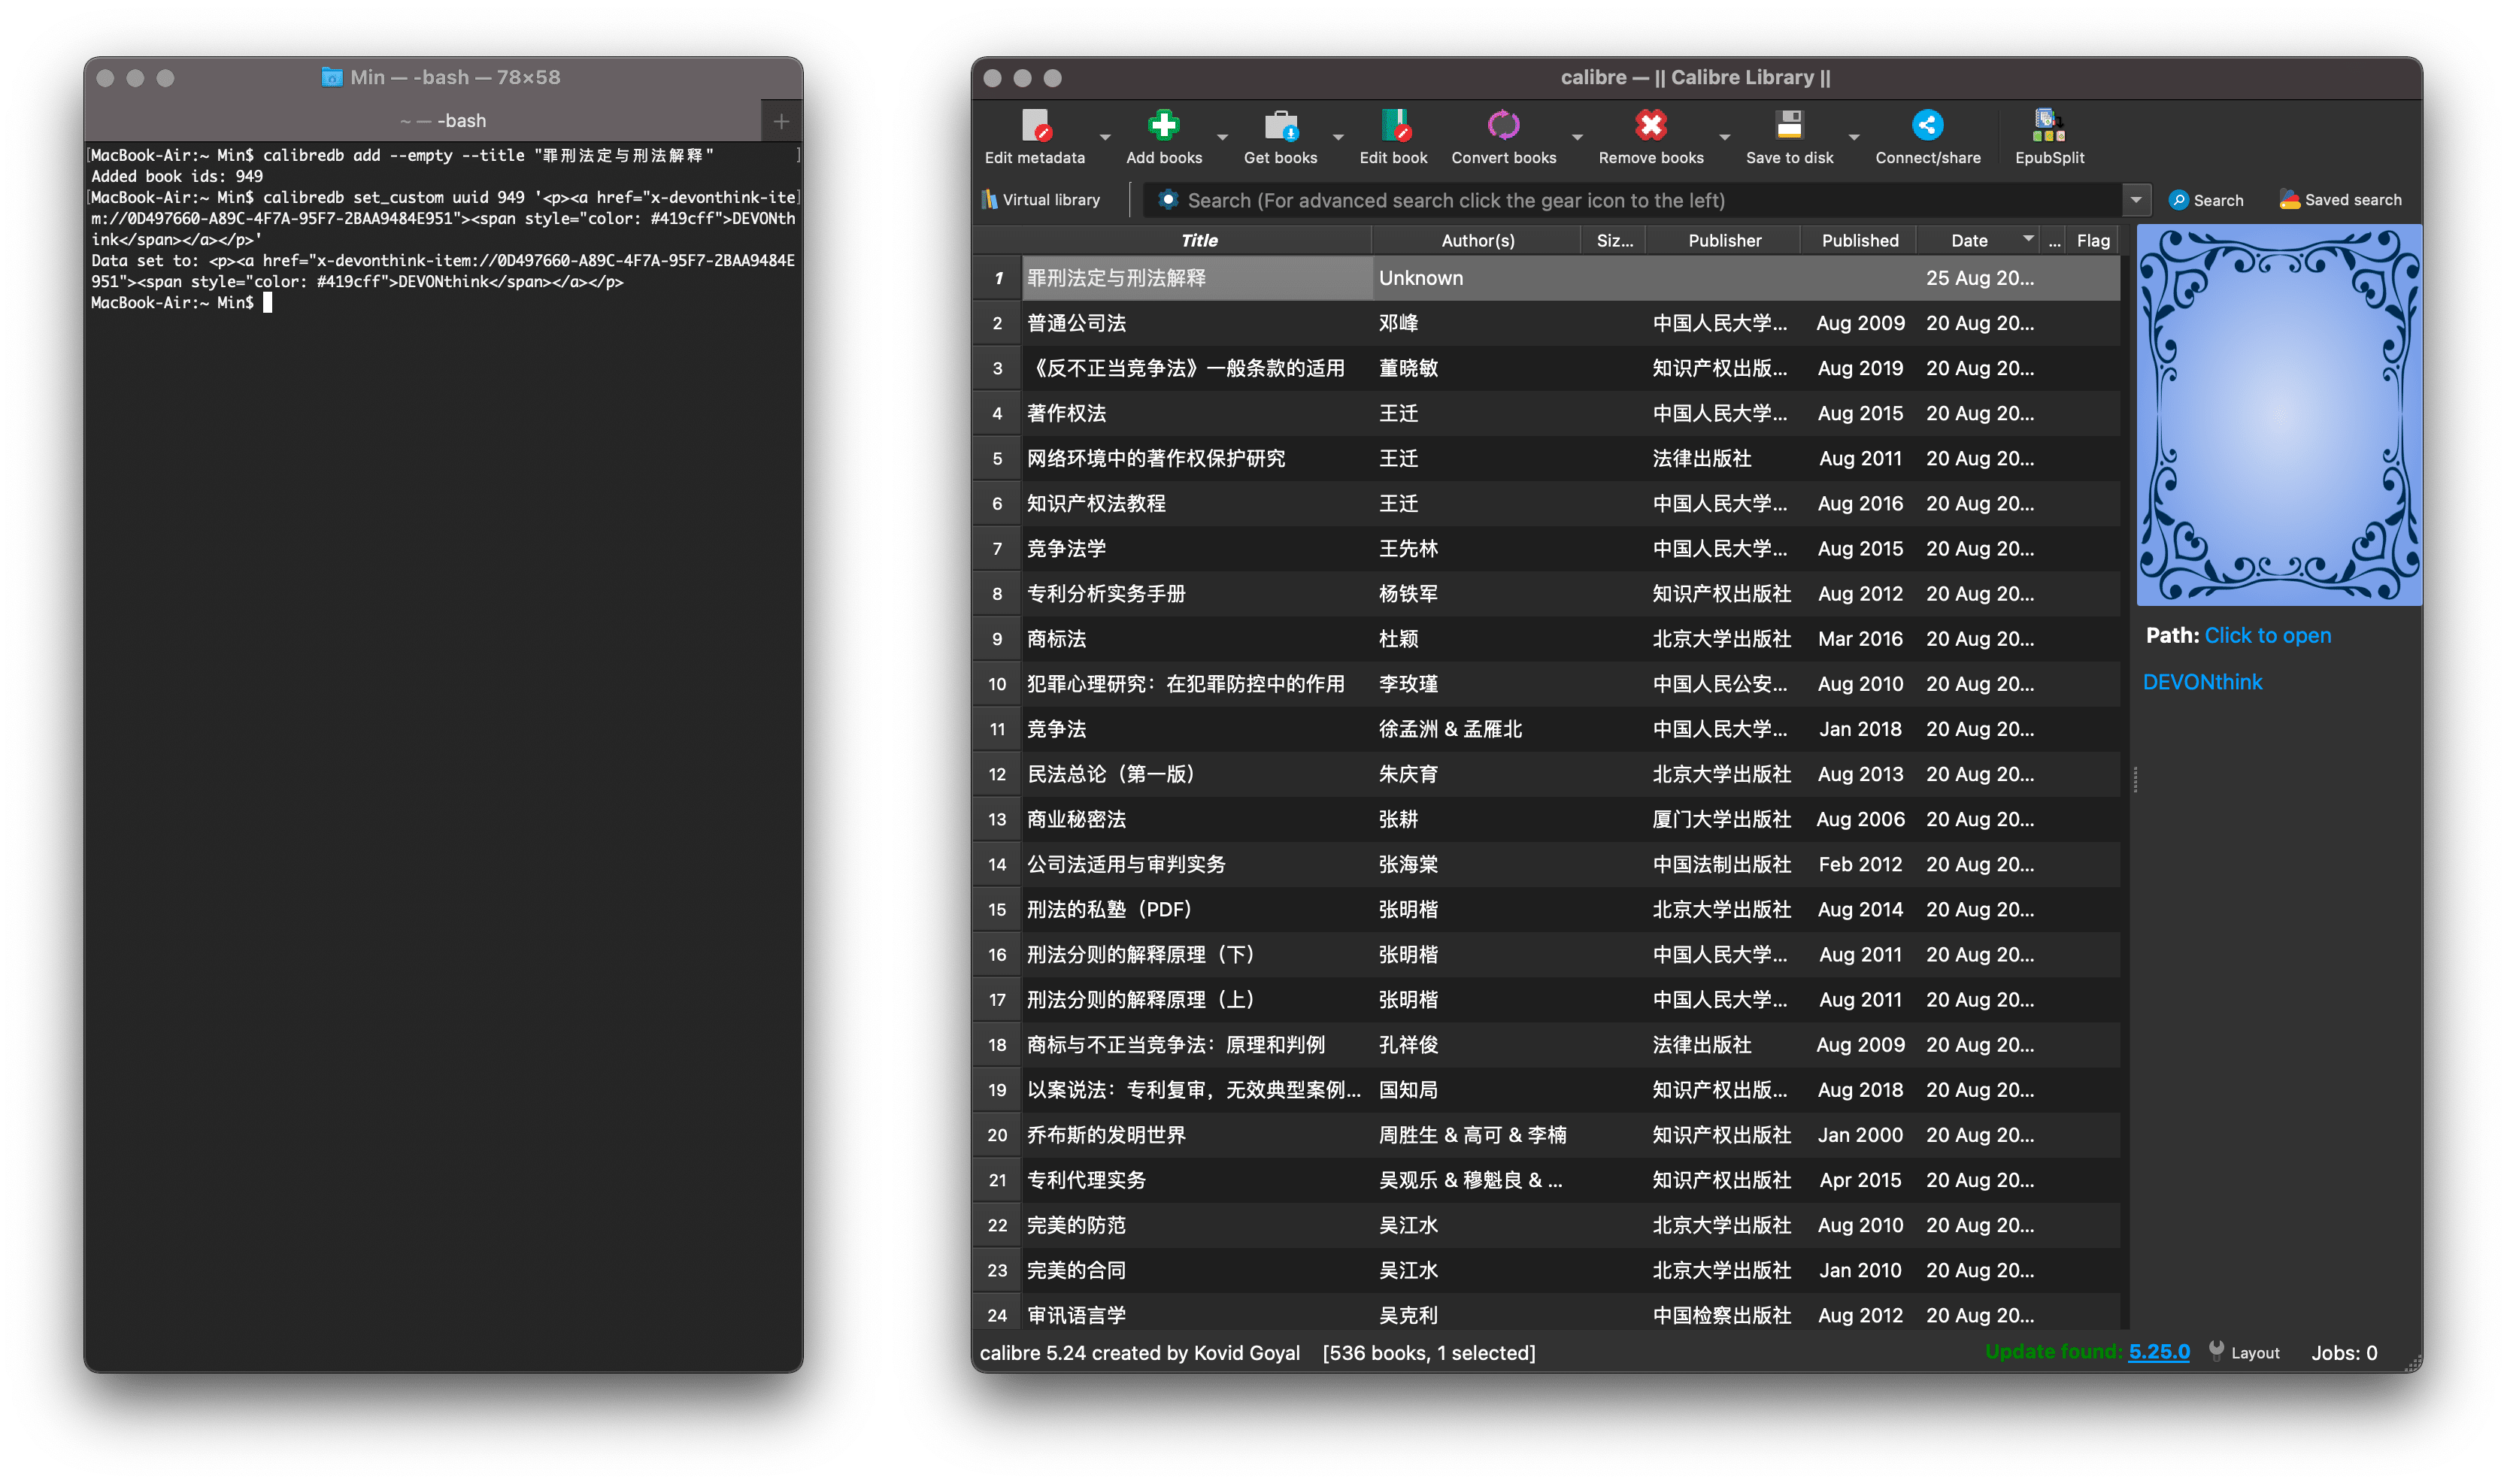 Min — -bash — 78×58
~ — -bash
[MacBook-Air:~ Min$ calibredb add --empty --title "罪刑法定与刑法解释" ]
Added book ids: 949
[MacBook-Air:~ Min$ calibredb set_custom uuid 949 '<p><a href="x-devonthink-ite]
m://0D497660-A89C-4F7A-95F7-2BAA9484E951"><span style="color: #419cff">DEVONth
ink</span></a></p>'
Data set to: <p><a href="x-devonthink-item://0D497660-A89C-4F7A-95F7-2BAA9484E
951"><span style="color: #419cff">DEVONthink</span></a></p>
MacBook-Air:~ Min$
calibre — || Calibre Library ||
Edit metadata Add books Get books Edit book Convert books Remove books Save to disk Connect/share EpubSplit
Virtual library Search (For advanced search click the gear icon to the left) Search Saved search
Title Author(s) Siz... Publisher Published Date ... Flag
1 罪刑法定与刑法解释 Unknown 25 Aug 20...
2 普通公司法 邓峰 中国人民大学... Aug 2009 20 Aug 20...
3 《反不正当竞争法》一般条款的适用 董晓敏 知识产权出版... Aug 2019 20 Aug 20...
4 著作权法 王迁 中国人民大学... Aug 2015 20 Aug 20...
5 网络环境中的著作权保护研究 王迁 法律出版社 Aug 2011 20 Aug 20...
6 知识产权法教程 王迁 中国人民大学... Aug 2016 20 Aug 20...
7 竞争法学 王先林 中国人民大学... Aug 2015 20 Aug 20...
8 专利分析实务手册 杨铁军 知识产权出版社 Aug 2012 20 Aug 20...
9 商标法 杜颖 北京大学出版社 Mar 2016 20 Aug 20...
10 犯罪心理研究：在犯罪防控中的作用 李玫瑾 中国人民公安... Aug 2010 20 Aug 20...
11 竞争法 徐孟洲 & 孟雁北 中国人民大学... Jan 2018 20 Aug 20...
12 民法总论（第一版） 朱庆育 北京大学出版社 Aug 2013 20 Aug 20...
13 商业秘密法 张耕 厦门大学出版社 Aug 2006 20 Aug 20...
14 公司法适用与审判实务 张海棠 中国法制出版社 Feb 2012 20 Aug 20...
15 刑法的私塾（PDF） 张明楷 北京大学出版社 Aug 2014 20 Aug 20...
16 刑法分则的解释原理（下） 张明楷 中国人民大学... Aug 2011 20 Aug 20...
17 刑法分则的解释原理（上） 张明楷 中国人民大学... Aug 2011 20 Aug 20...
18 商标与不正当竞争法：原理和判例 孔祥俊 法律出版社 Aug 2009 20 Aug 20...
19 以案说法：专利复审，无效典型案例... 国知局 知识产权出版... Aug 2018 20 Aug 20...
20 乔布斯的发明世界 周胜生 & 高可 & 李楠 知识产权出版社 Jan 2000 20 Aug 20...
21 专利代理实务 吴观乐 & 穆魁良 & ... 知识产权出版社 Apr 2015 20 Aug 20...
22 完美的防范 吴江水 北京大学出版社 Aug 2010 20 Aug 20...
23 完美的合同 吴江水 北京大学出版社 Jan 2010 20 Aug 20...
24 审讯语言学 吴克利 中国检察出版社 Aug 2012 20 Aug 20...
Path: Click to open
DEVONthink
calibre 5.24 created by Kovid Goyal [536 books, 1 selected] Update found: 5.25.0 Layout Jobs: 0